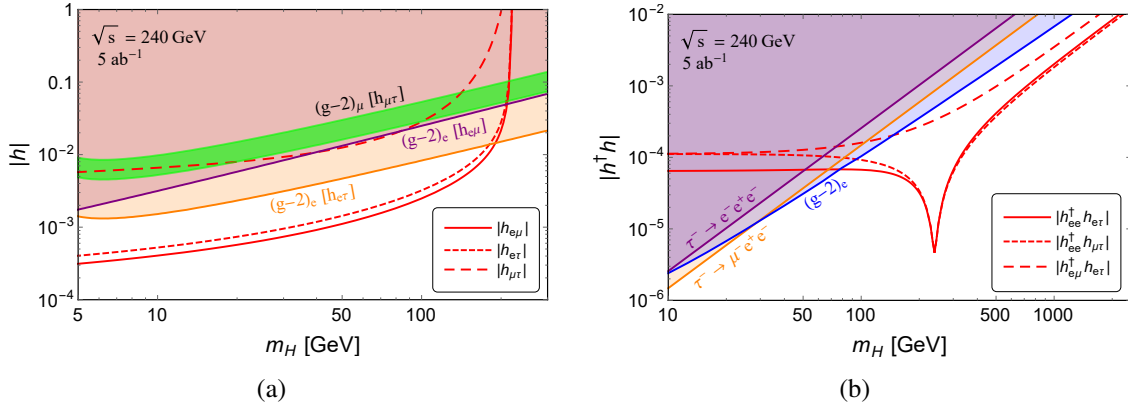 √s = 240 GeV
5 ab⁻¹
(g-2)μ [hμτ]
(g-2)e [heμ]
(g-2)e [heτ]
|heμ|
|heτ|
|hμτ|
|h|
1
0.1
10⁻²
10⁻³
10⁻⁴
5 10 50 100
mH [GeV]
(a)
√s = 240 GeV
5 ab⁻¹
τ⁻ → e⁻e⁺e⁻
τ⁻ → μ⁻e⁺e⁻
(g-2)e
|h†ee heτ|
|h†ee hμτ|
|h†eμ heτ|
|h†h|
10⁻²
10⁻³
10⁻⁴
10⁻⁵
10⁻⁶
10 50 100 500 1000
mH [GeV]
(b)